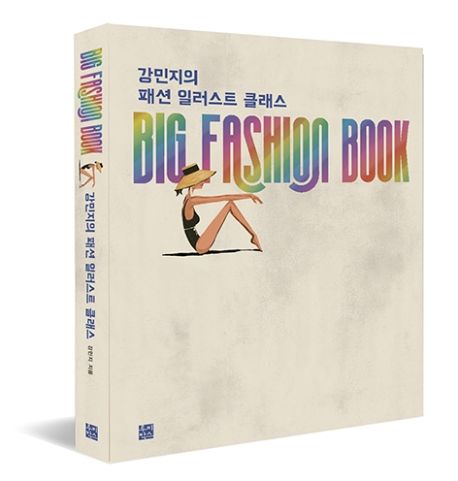 강민지의
패션 일러스트 클래스
BIG FASHION BOOK
BIG FASHION BOOK
강민지의 패션 일러스트 클래스
강민지 지음